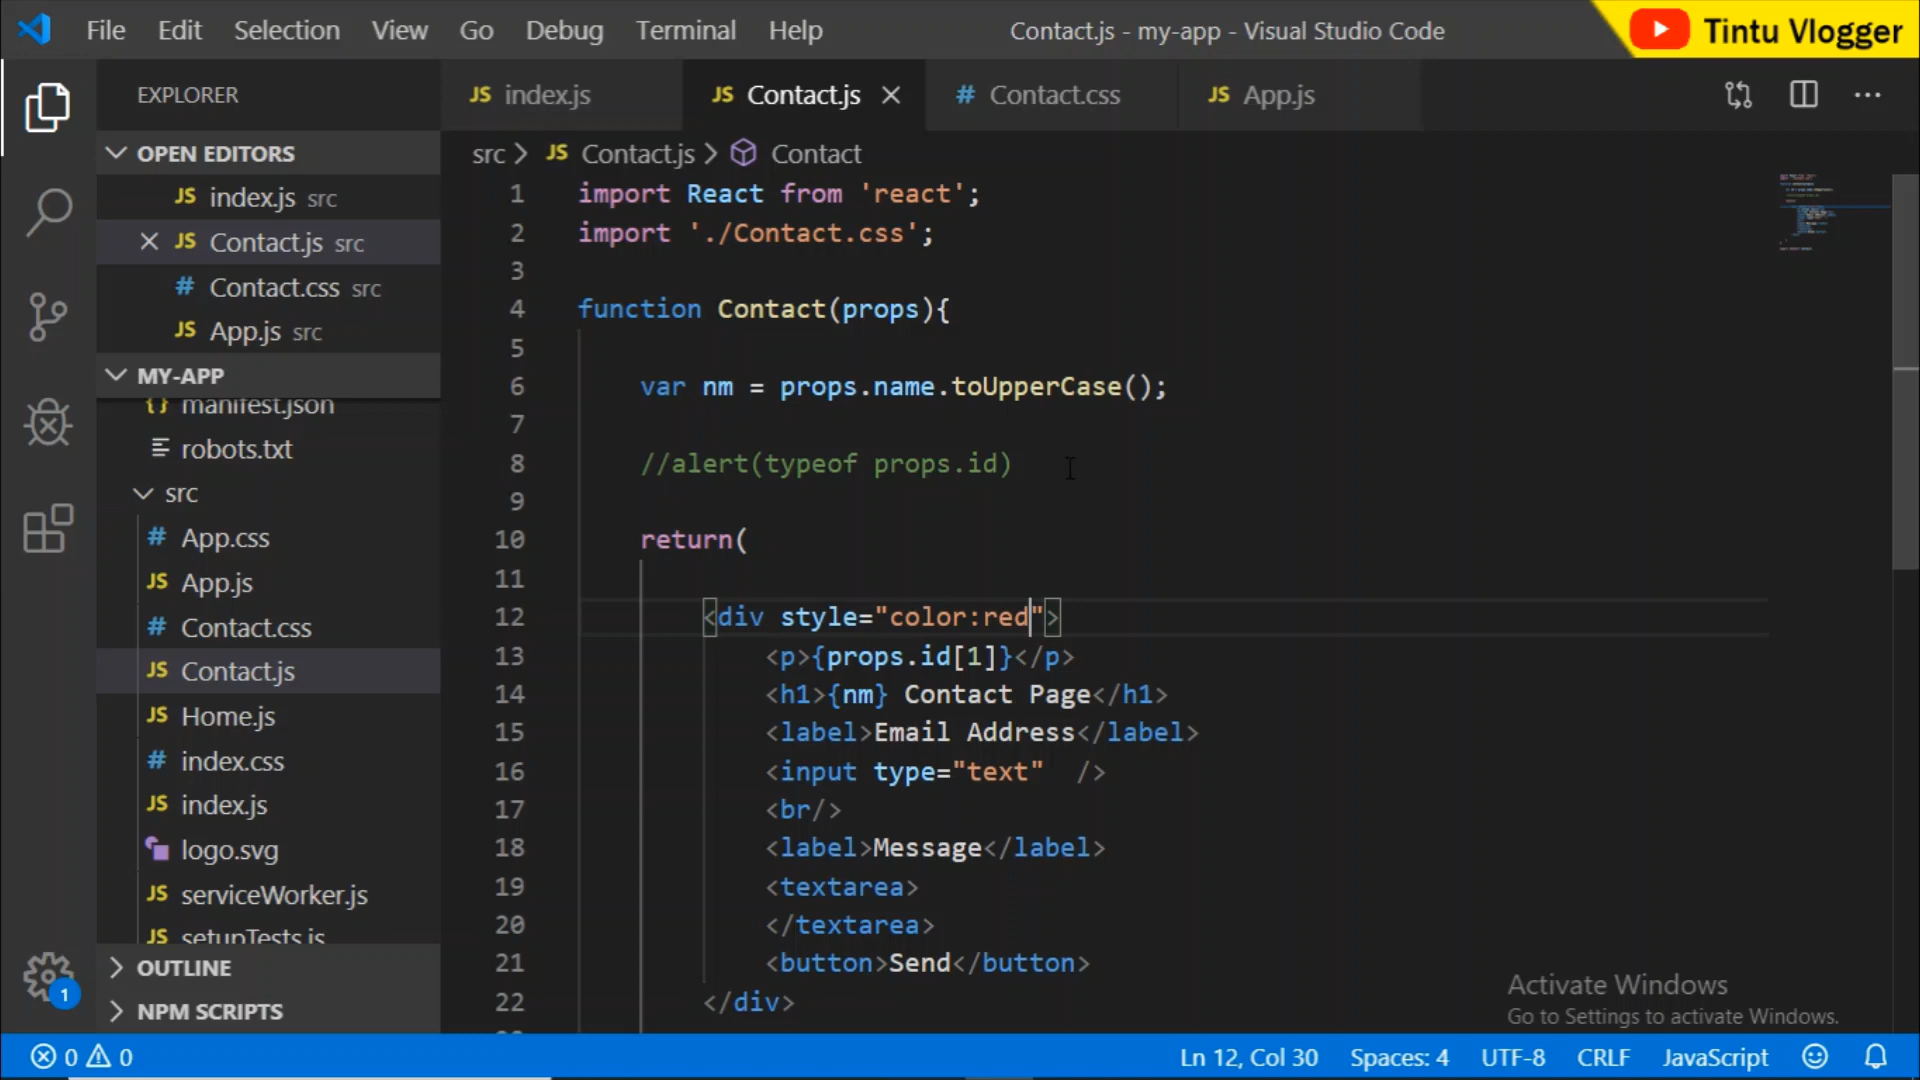 File Edit Selection View Go Debug Terminal Help Contact.js - my-app - Visual Studio Code Tintu Vlogger
EXPLORER
JS index.js JS Contact.js # Contact.css JS App.js
OPEN EDITORS
JS index.js src
JS Contact.js src
# Contact.css src
JS App.js src
MY-APP
{} manifest.json
robots.txt
src
# App.css
JS App.js
# Contact.css
JS Contact.js
JS Home.js
# index.css
JS index.js
logo.svg
JS serviceWorker.js
JS setupTests.js
OUTLINE
NPM SCRIPTS
1
src > JS Contact.js > Contact
1 import React from 'react';
2 import './Contact.css';
3
4 function Contact(props){
5
6 var nm = props.name.toUpperCase();
7
8 //alert(typeof props.id)
9
10 return(
11
12 <div style="color:red">
13 <p>{props.id[1]}</p>
14 <h1>{nm} Contact Page</h1>
15 <label>Email Address</label>
16 <input type="text"  />
17 <br/>
18 <label>Message</label>
19 <textarea>
20 </textarea>
21 <button>Send</button>
22 </div>
Activate Windows
Go to Settings to activate Windows.
0 0 Ln 12, Col 30 Spaces: 4 UTF-8 CRLF JavaScript